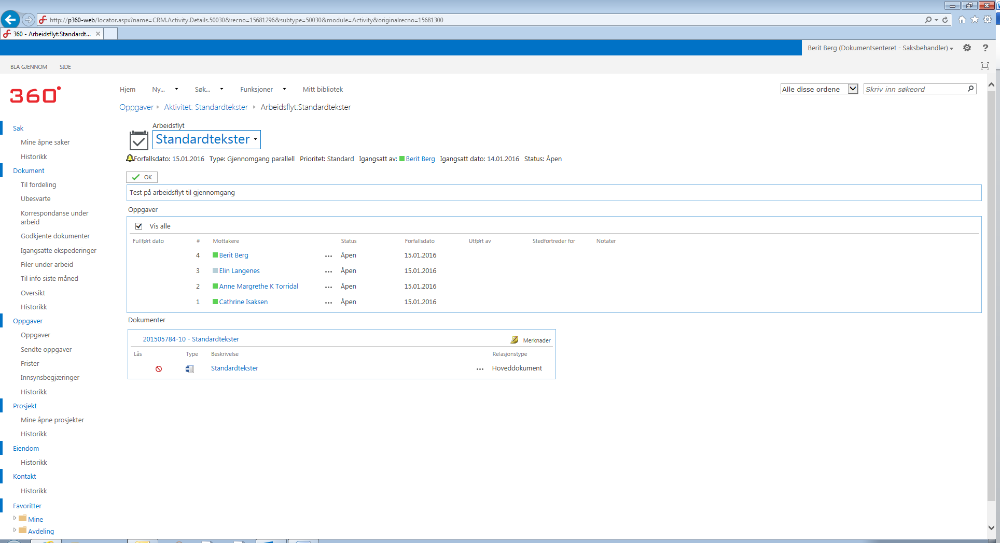 http://p360-web/locator.aspx?name=CRM.Activity.Details.50030&recno=15681296&subtype=50030&module=Activity&originalrecno=15681300
360 - Arbeidsflyt:Standardt...
Berit Berg (Dokumentsenteret - Saksbehandler)
?
BLA GJENNOM SIDE
360°
Hjem Ny... Søk... Funksjoner Mitt bibliotek
Alle disse ordene Skriv inn søkeord
Oppgaver Aktivitet: Standardtekster Arbeidsflyt:Standardtekster
Arbeidsflyt
Standardtekster
Forfallsdato: 15.01.2016 Type: Gjennomgang parallell Prioritet: Standard Igangsatt av: Berit Berg Igangsatt dato: 14.01.2016 Status: Åpen
OK
Test på arbeidsflyt til gjennomgang
Oppgaver
Vis alle
Fullført dato # Mottakere Status Forfallsdato Utført av Stedfortreder for Notater
4 Berit Berg ... Åpen 15.01.2016
3 Elin Langenes ... Åpen 15.01.2016
2 Anne Margrethe K Torridal ... Åpen 15.01.2016
1 Cathrine Isaksen ... Åpen 15.01.2016
Dokumenter
201505784-10 - Standardtekster Merknader
Lås Type Beskrivelse Relasjonstype
Standardtekster ... Hoveddokument
Sak
Mine åpne saker
Historikk
Dokument
Til fordeling
Ubesvarte
Korrespondanse under
arbeid
Godkjente dokumenter
Igangsatte ekspederinger
Filer under arbeid
Til info siste måned
Oversikt
Historikk
Oppgaver
Oppgaver
Sendte oppgaver
Frister
Innsynsbegjæringer
Historikk
Prosjekt
Mine åpne prosjekter
Historikk
Eiendom
Historikk
Kontakt
Historikk
Favoritter
Mine
Avdeling